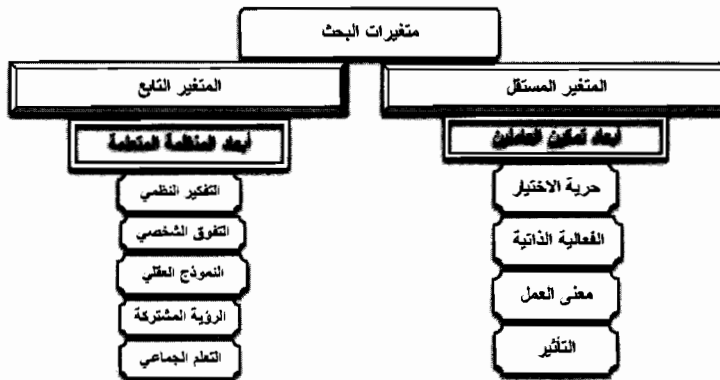 متغيرات البحث
المتغير المستقل
المتغير التابع
أبعاد تمكين العاملين
أبعاد المنظمة المتعلمة
حرية الاختيار
الفعالية الذاتية
معنى العمل
التأثير
التفكير النظمي
التفوق الشخصي
النموذج العقلي
الرؤية المشتركة
التعلم الجماعي